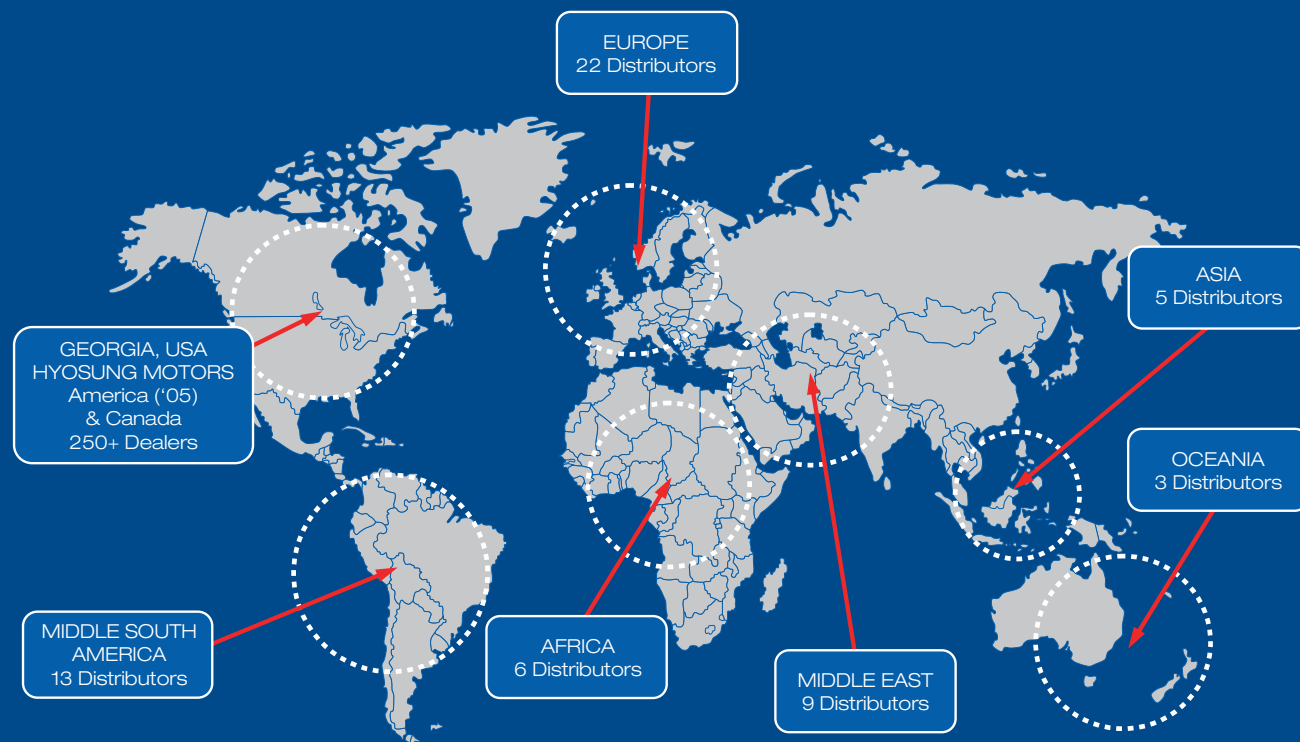 EUROPE
22 Distributors
ASIA
5 Distributors
GEORGIA, USA
HYOSUNG MOTORS
America (‘05)
& Canada
250+ Dealers
OCEANIA
3 Distributors
MIDDLE SOUTH
AMERICA
13 Distributors
AFRICA
6 Distributors
MIDDLE EAST
9 Distributors